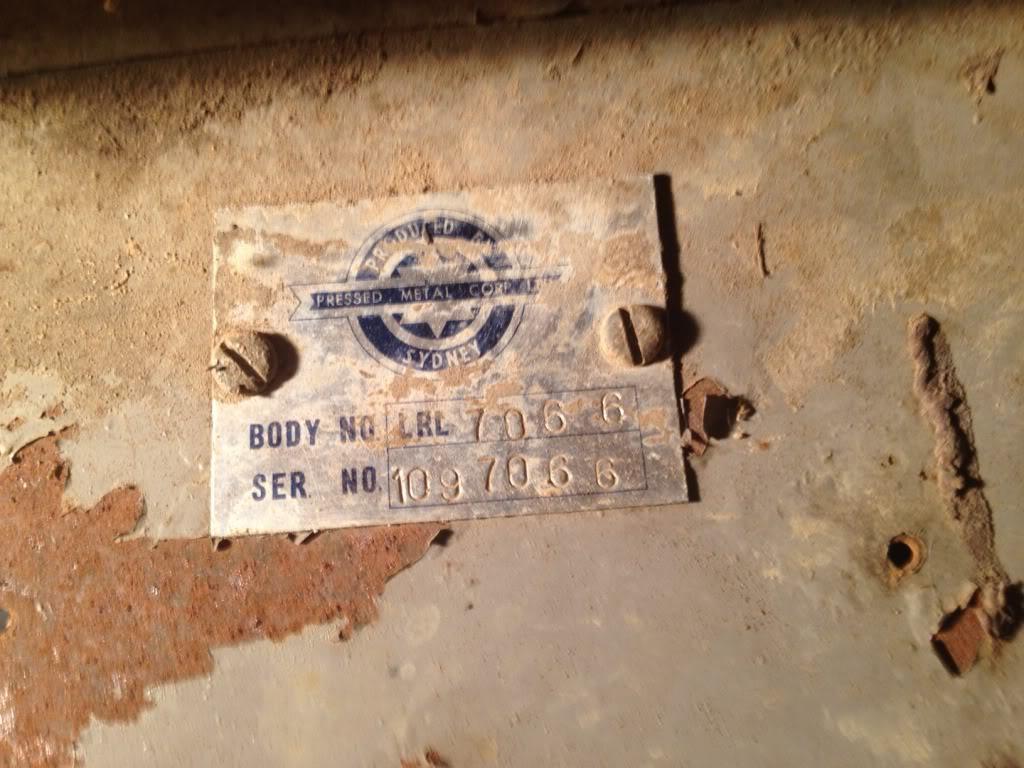 PRODUCED BY
PRESSED METAL CORP. LTD
SYDNEY
BODY NO LRL 7066
SER. NO. 1097066